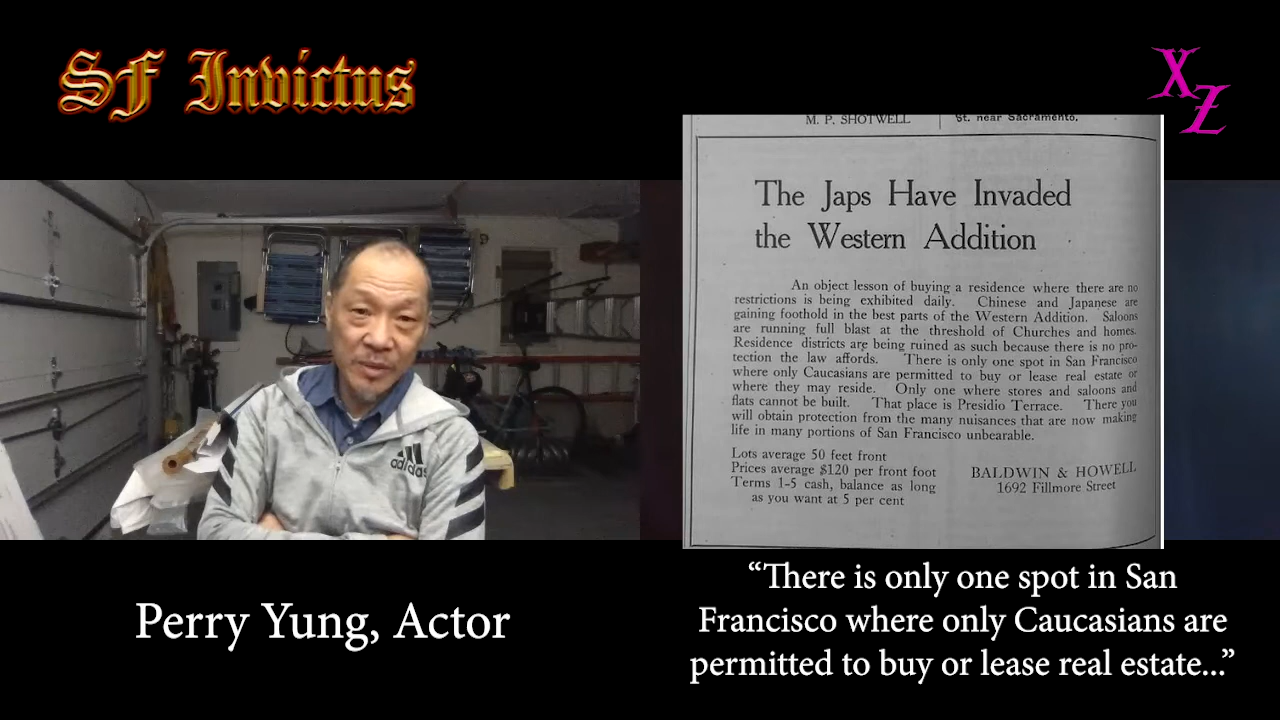 SF Invictus
XZ
M. P. SHOTWELL
St. near Sacramento.
The Japs Have Invaded
the Western Addition
An object lesson of buying a residence where there are no
restrictions is being exhibited daily. Chinese and Japanese are
gaining foothold in the best parts of the Western Addition. Saloons
are running full blast at the threshold of Churches and homes.
Residence districts are being ruined as such because there is no pro-
tection the law affords. There is only one spot in San Francisco
where only Caucasians are permitted to buy or lease real estate or
where they may reside. Only one where stores and saloons and
flats cannot be built. That place is Presidio Terrace. There you
will obtain protection from the many nuisances that are now making
life in many portions of San Francisco unbearable.
Lots average 50 feet front
Prices average $120 per front foot
Terms 1-5 cash, balance as long
as you want at 5 per cent
BALDWIN & HOWELL
1692 Fillmore Street
adidas
Perry Yung, Actor
“There is only one spot in San
Francisco where only Caucasians are
permitted to buy or lease real estate...”